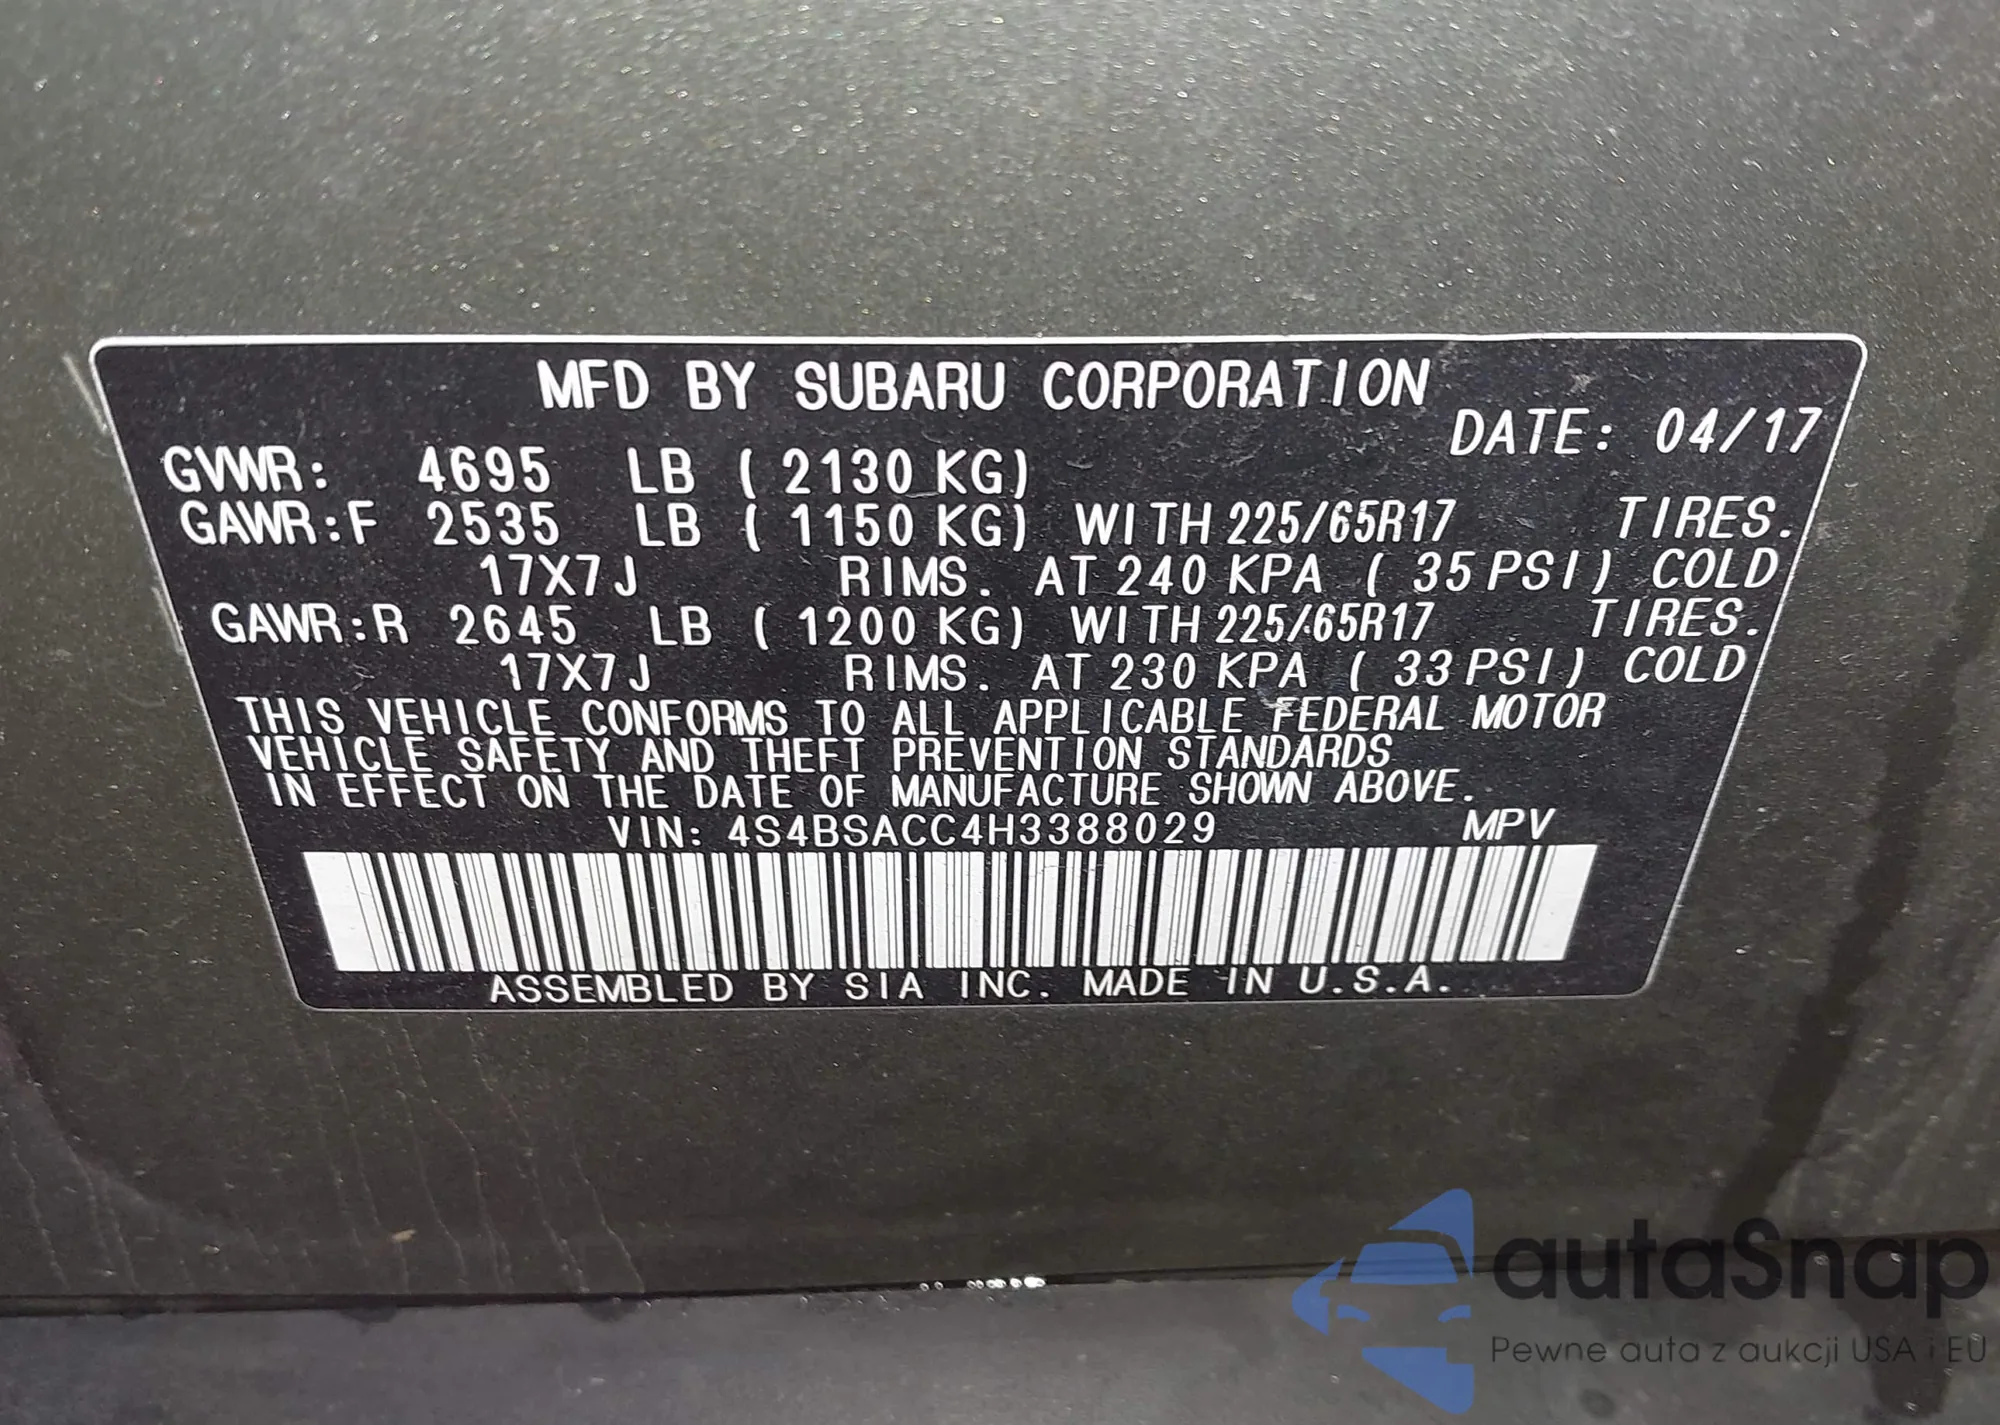 MFD BY SUBARU CORPORATION
DATE: 04/17
GVWR: 4695 LB ( 2130 KG)
GAWR:F 2535 LB ( 1150 KG) WITH 225/65R17 TIRES.
17X7J RIMS. AT 240 KPA ( 35 PSI) COLD
GAWR:R 2645 LB ( 1200 KG) WITH 225/65R17 TIRES.
17X7J RIMS. AT 230 KPA ( 33 PSI) COLD
THIS VEHICLE CONFORMS TO ALL APPLICABLE FEDERAL MOTOR
VEHICLE SAFETY AND THEFT PREVENTION STANDARDS
IN EFFECT ON THE DATE OF MANUFACTURE SHOWN ABOVE.
VIN: 4S4BSACC4H3388029 MPV
ASSEMBLED BY SIA INC. MADE IN U.S.A.
autaSnap
Pewne auta z aukcji USA i EU